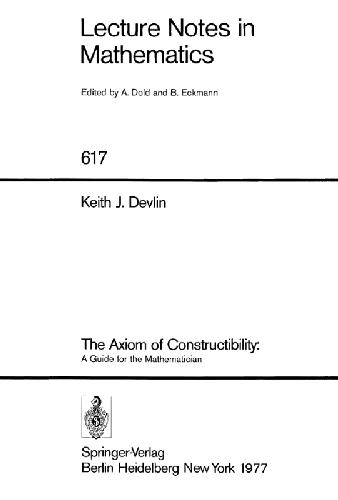 Lecture Notes in
Mathematics
Edited by A. Dold and B. Eckmann
617
Keith J. Devlin
The Axiom of Constructibility:
A Guide for the Mathematician
Springer-Verlag
Berlin Heidelberg New York 1977